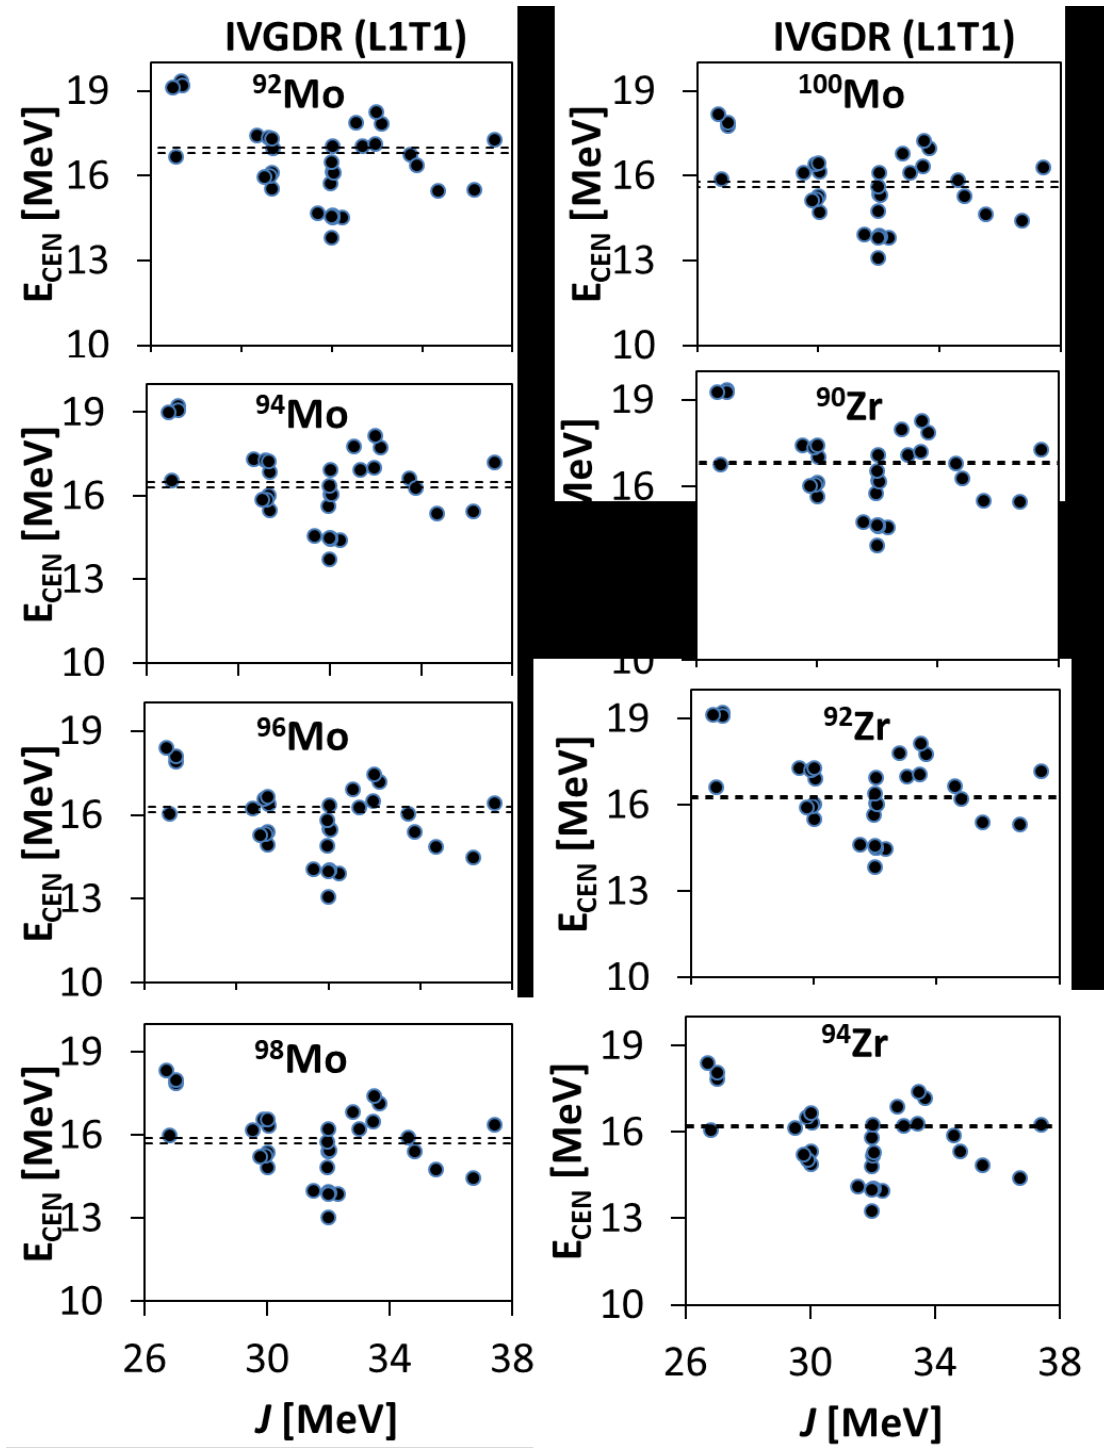 IVGDR (L1T1)
⁹²Mo
E_CEN [MeV]
19
16
13
10
⁹⁴Mo
E_CEN [MeV]
19
16
13
10
⁹⁶Mo
E_CEN [MeV]
19
16
13
10
⁹⁸Mo
E_CEN [MeV]
19
16
13
10
26 30 34 38
J [MeV]
IVGDR (L1T1)
¹⁰⁰Mo
E_CEN [MeV]
19
16
13
10
⁹⁰Zr
MeV]
19
16
10
⁹²Zr
E_CEN [MeV]
19
16
13
10
⁹⁴Zr
E_CEN [MeV]
19
16
13
10
26 30 34 38
J [MeV]